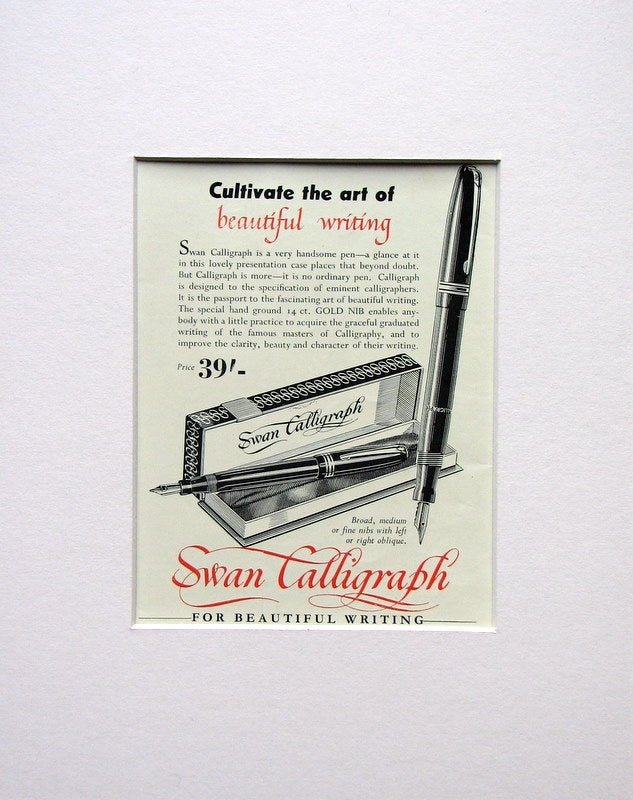 Cultivate the art of
beautiful writing
Swan Calligraph is a very handsome pen—a glance at it
in this lovely presentation case places that beyond doubt.
But Calligraph is more—it is no ordinary pen. Calligraph
is designed to the specification of eminent calligraphers.
It is the passport to the fascinating art of beautiful writing.
The special hand ground 14 ct. GOLD NIB enables any-
body with a little practice to acquire the graceful graduated
writing of the famous masters of Calligraphy, and to
improve the clarity, beauty and character of their writing.
Price 39/-
Swan Calligraph
Broad, medium
or fine nibs with left
or right oblique.
Swan Calligraph
FOR BEAUTIFUL WRITING